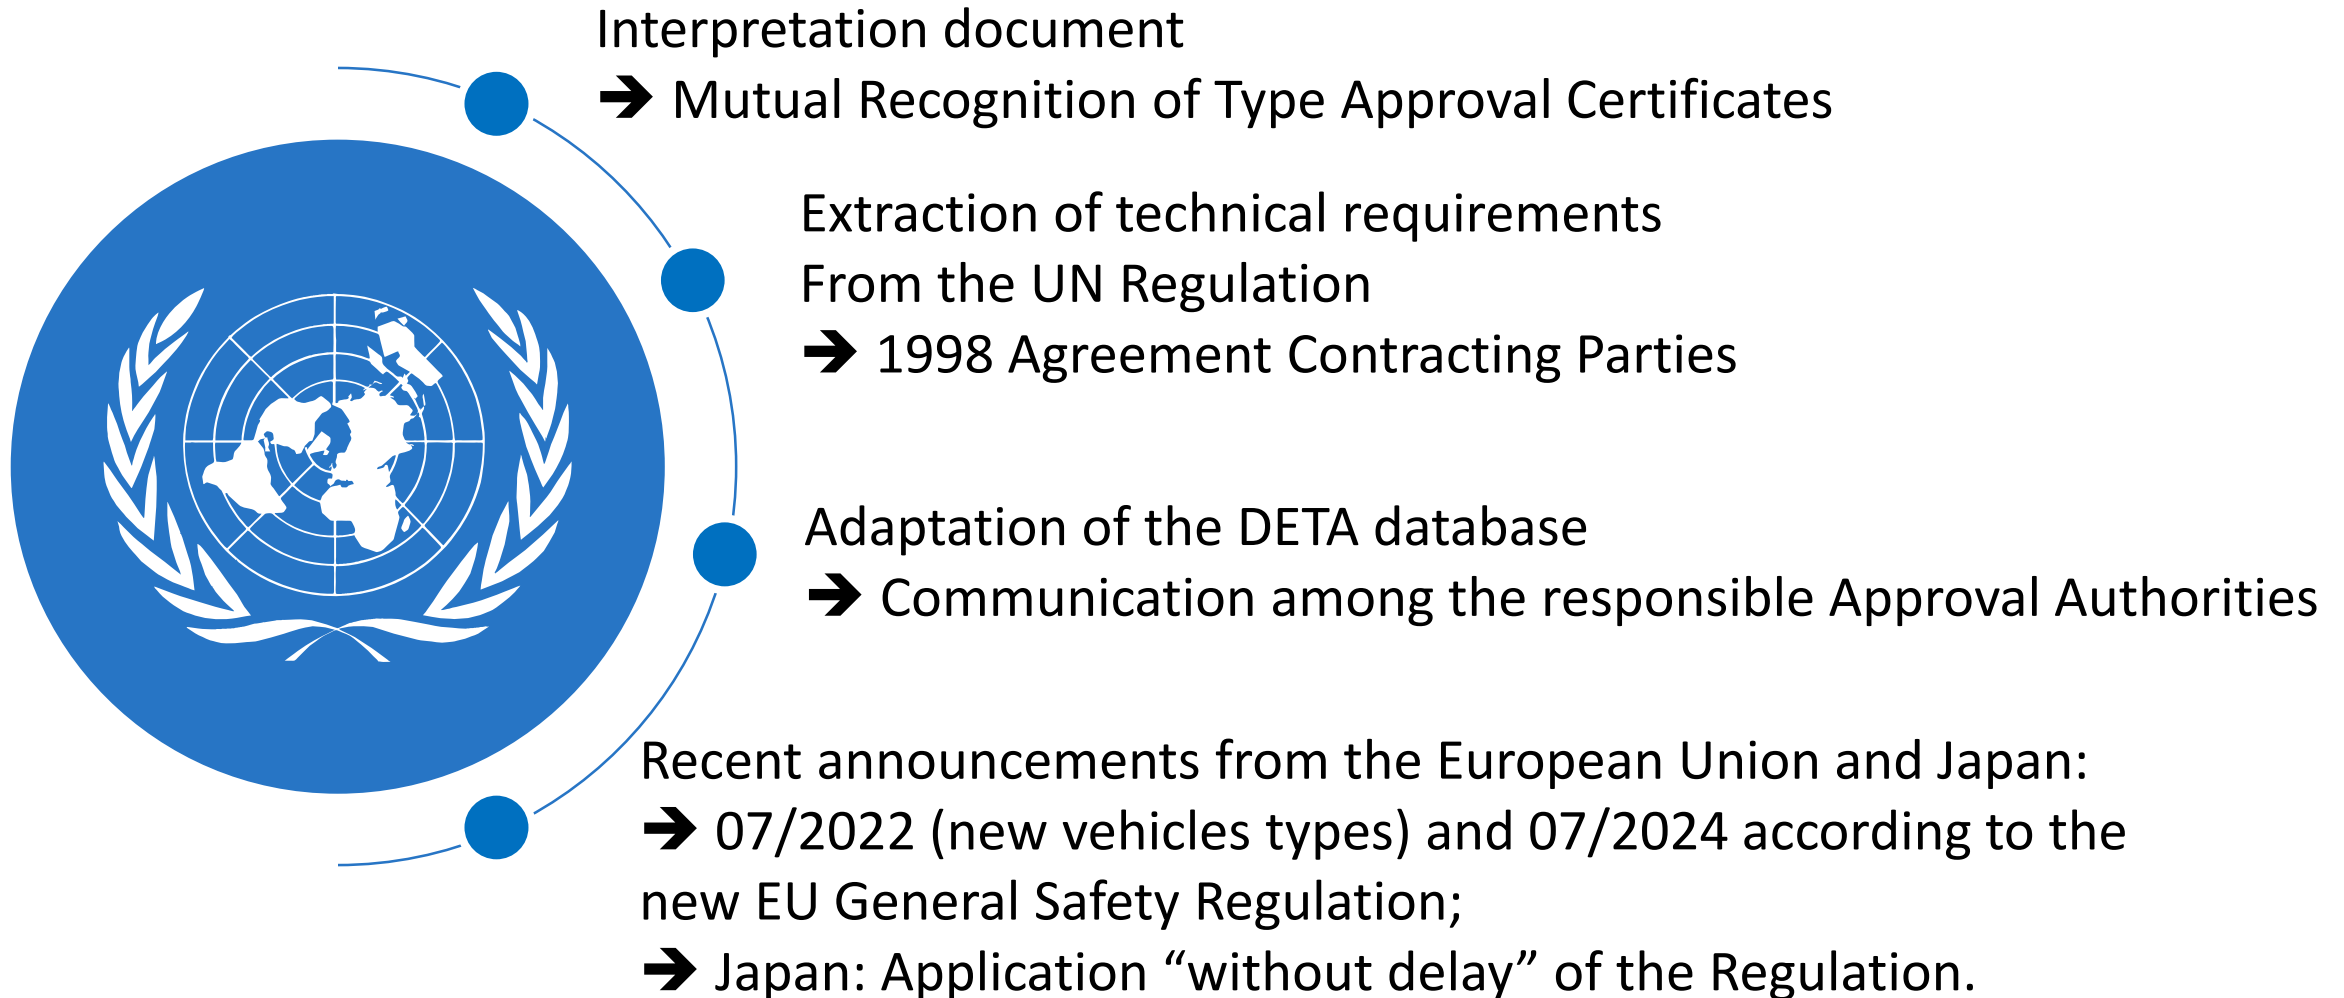 Interpretation document
➔ Mutual Recognition of Type Approval Certificates
Extraction of technical requirements
From the UN Regulation
➔ 1998 Agreement Contracting Parties
Adaptation of the DETA database
➔ Communication among the responsible Approval Authorities
Recent announcements from the European Union and Japan:
➔ 07/2022 (new vehicles types) and 07/2024 according to the
new EU General Safety Regulation;
➔ Japan: Application “without delay” of the Regulation.